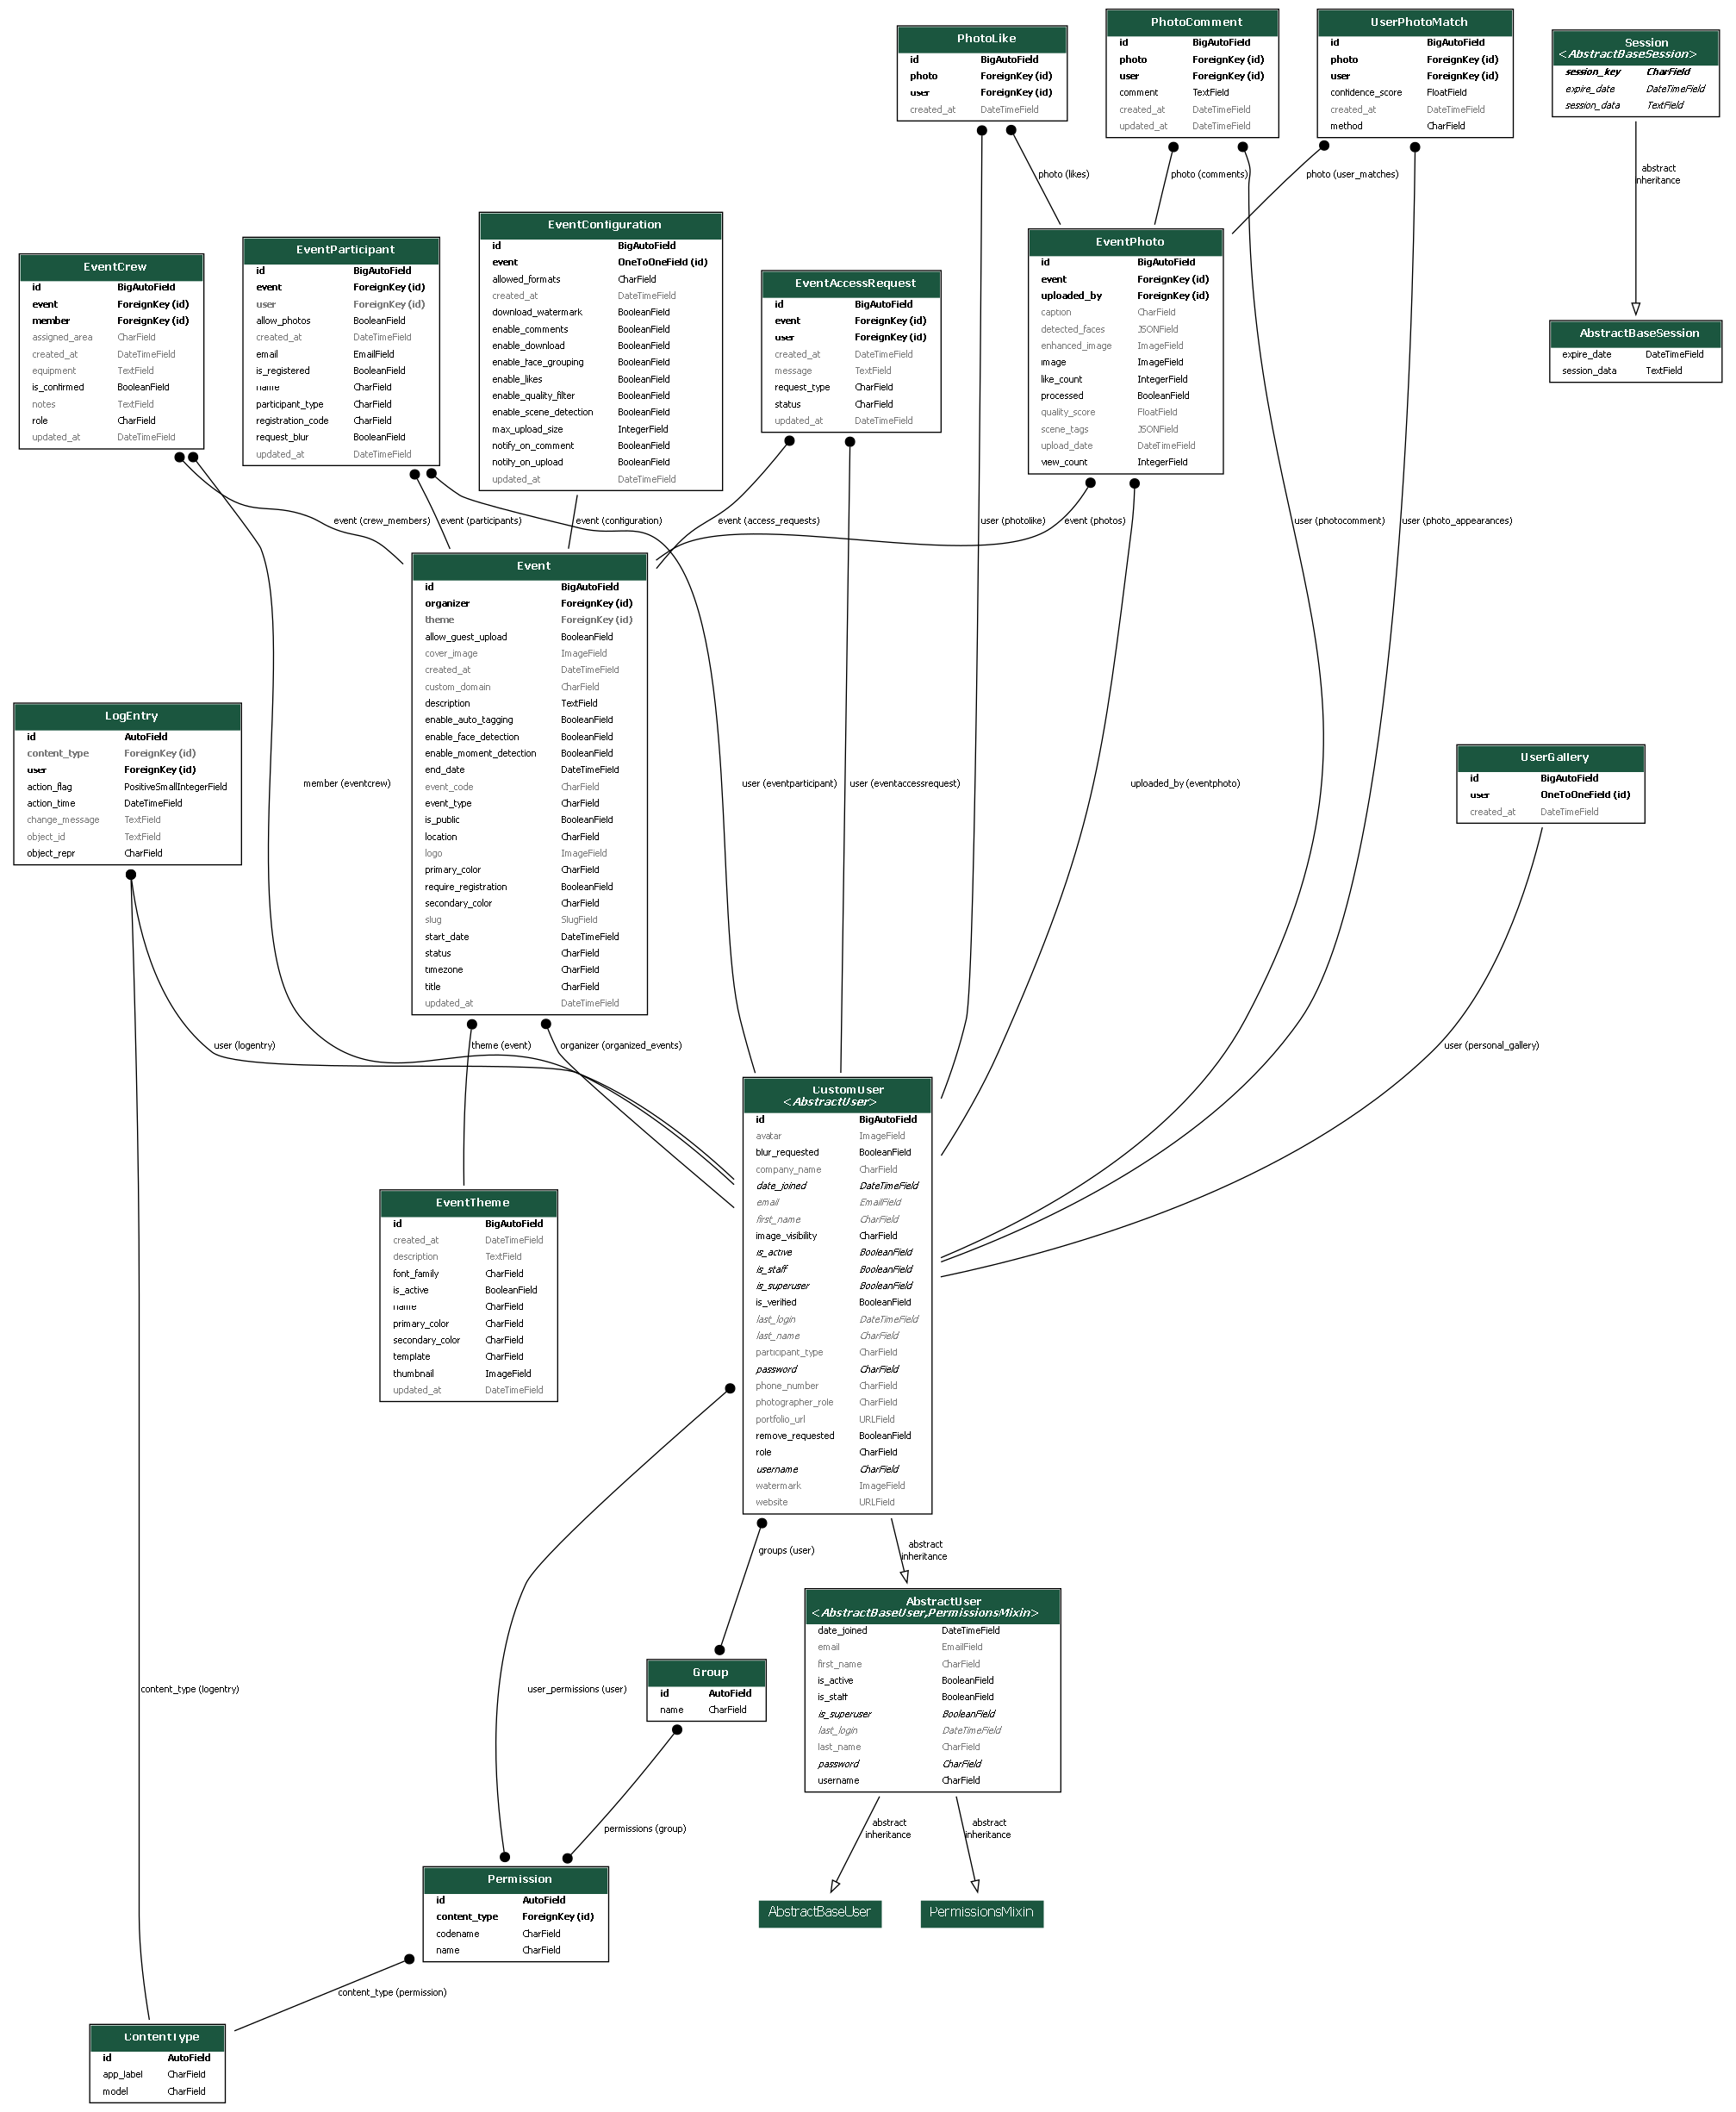 PhotoLike
id BigAutoField
photo ForeignKey (id)
user ForeignKey (id)
created_at DateTimeField
PhotoComment
id BigAutoField
photo ForeignKey (id)
user ForeignKey (id)
comment TextField
created_at DateTimeField
updated_at DateTimeField
UserPhotoMatch
id BigAutoField
photo ForeignKey (id)
user ForeignKey (id)
confidence_score FloatField
created_at DateTimeField
method CharField
Session
<AbstractBaseSession>
session_key CharField
expire_date DateTimeField
session_data TextField
photo (likes)
photo (comments)
photo (user_matches)
abstract
inheritance
EventCrew
id BigAutoField
event ForeignKey (id)
member ForeignKey (id)
assigned_area CharField
created_at DateTimeField
equipment TextField
is_confirmed BooleanField
notes TextField
role CharField
updated_at DateTimeField
EventParticipant
id BigAutoField
event ForeignKey (id)
user ForeignKey (id)
allow_photos BooleanField
created_at DateTimeField
email EmailField
is_registered BooleanField
name CharField
participant_type CharField
registration_code CharField
request_blur BooleanField
updated_at DateTimeField
EventConfiguration
id BigAutoField
event OneToOneField (id)
allowed_formats CharField
created_at DateTimeField
download_watermark BooleanField
enable_comments BooleanField
enable_download BooleanField
enable_face_grouping BooleanField
enable_likes BooleanField
enable_quality_filter BooleanField
enable_scene_detection BooleanField
max_upload_size IntegerField
notify_on_comment BooleanField
notify_on_upload BooleanField
updated_at DateTimeField
EventAccessRequest
id BigAutoField
event ForeignKey (id)
user ForeignKey (id)
created_at DateTimeField
message TextField
request_type CharField
status CharField
updated_at DateTimeField
EventPhoto
id BigAutoField
event ForeignKey (id)
uploaded_by ForeignKey (id)
caption CharField
detected_faces JSONField
enhanced_image ImageField
image ImageField
like_count IntegerField
processed BooleanField
quality_score FloatField
scene_tags JSONField
upload_date DateTimeField
view_count IntegerField
AbstractBaseSession
expire_date DateTimeField
session_data TextField
event (crew_members)
event (participants)
event (configuration)
event (access_requests)
user (photolike)
event (photos)
user (photocomment)
user (photo_appearances)
Event
id BigAutoField
organizer ForeignKey (id)
theme ForeignKey (id)
allow_guest_upload BooleanField
cover_image ImageField
created_at DateTimeField
custom_domain CharField
description TextField
enable_auto_tagging BooleanField
enable_face_detection BooleanField
enable_moment_detection BooleanField
end_date DateTimeField
event_code CharField
event_type CharField
is_public BooleanField
location CharField
logo ImageField
primary_color CharField
require_registration BooleanField
secondary_color CharField
slug SlugField
start_date DateTimeField
status CharField
timezone CharField
title CharField
updated_at DateTimeField
LogEntry
id AutoField
content_type ForeignKey (id)
user ForeignKey (id)
action_flag PositiveSmallIntegerField
action_time DateTimeField
change_message TextField
object_id TextField
object_repr CharField
member (eventcrew)
user (eventparticipant)
user (eventaccessrequest)
uploaded_by (eventphoto)
UserGallery
id BigAutoField
user OneToOneField (id)
created_at DateTimeField
user (logentry)
theme (event)
organizer (organized_events)
user (personal_gallery)
CustomUser
<AbstractUser>
id BigAutoField
avatar ImageField
blur_requested BooleanField
company_name CharField
date_joined DateTimeField
email EmailField
first_name CharField
image_visibility CharField
is_active BooleanField
is_staff BooleanField
is_superuser BooleanField
is_verified BooleanField
last_login DateTimeField
last_name CharField
participant_type CharField
password CharField
phone_number CharField
photographer_role CharField
portfolio_url URLField
remove_requested BooleanField
role CharField
username CharField
watermark ImageField
website URLField
EventTheme
id BigAutoField
created_at DateTimeField
description TextField
font_family CharField
is_active BooleanField
name CharField
primary_color CharField
secondary_color CharField
template CharField
thumbnail ImageField
updated_at DateTimeField
groups (user)
abstract
inheritance
AbstractUser
<AbstractBaseUser,PermissionsMixin>
date_joined DateTimeField
email EmailField
first_name CharField
is_active BooleanField
is_staff BooleanField
is_superuser BooleanField
last_login DateTimeField
last_name CharField
password CharField
username CharField
content_type (logentry)
user_permissions (user)
Group
id AutoField
name CharField
permissions (group)
abstract
inheritance
abstract
inheritance
Permission
id AutoField
content_type ForeignKey (id)
codename CharField
name CharField
AbstractBaseUser
PermissionsMixin
content_type (permission)
ContentType
id AutoField
app_label CharField
model CharField